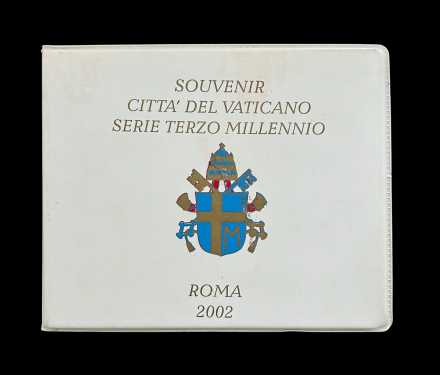 SOUVENIR
CITTA' DEL VATICANO
SERIE TERZO MILLENNIO
M
ROMA
2002